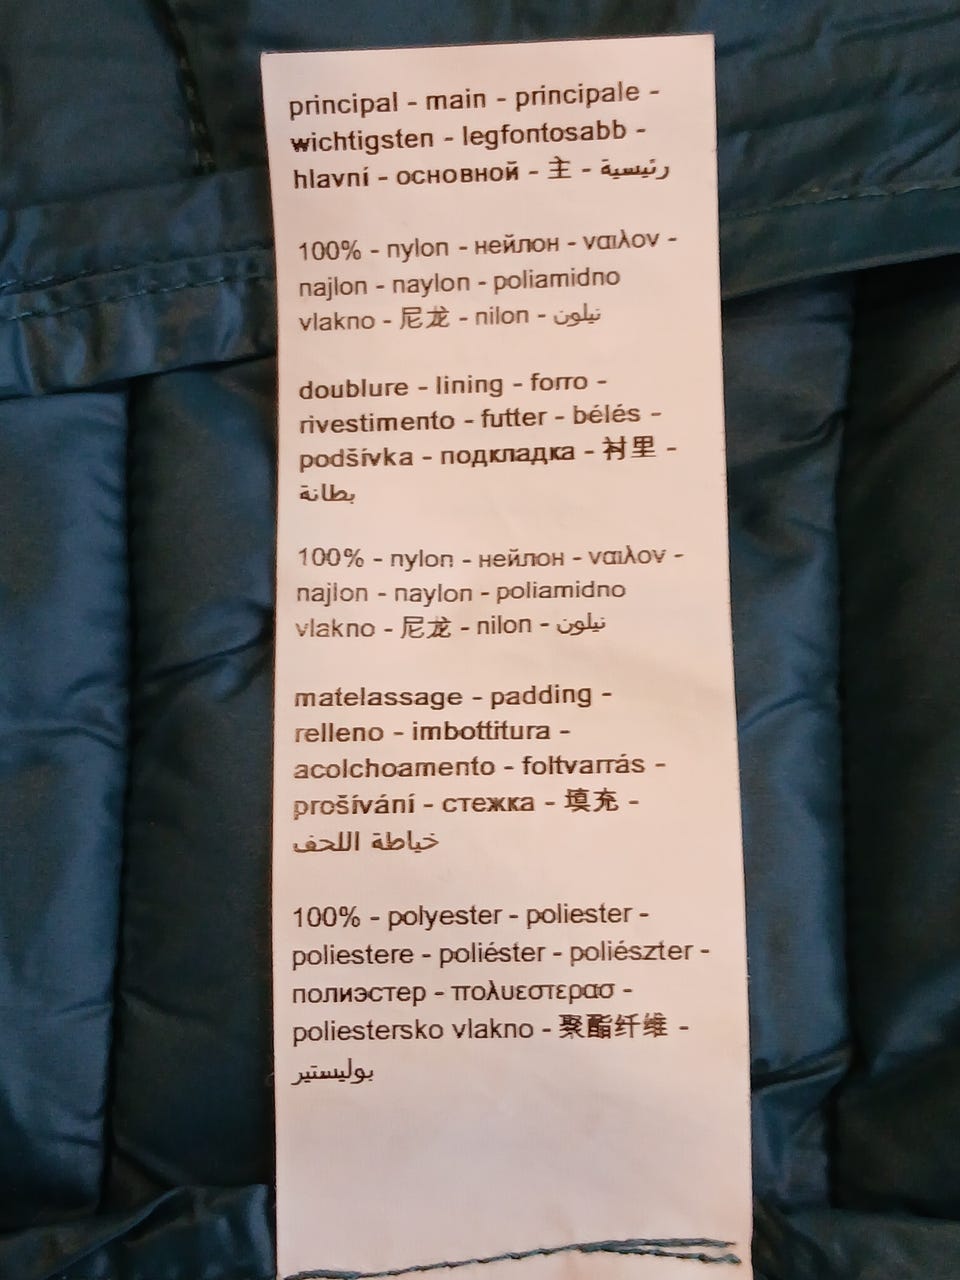 principal - main - principale -
wichtigsten - legfontosabb -
hlavní - основной - 主 - رئيسية
100% - nylon - нейлон - ναιλον -
najlon - naylon - poliamidno
vlakno - 尼龙 - nilon - نيلون
doublure - lining - forro -
rivestimento - futter - bélés -
podšívka - подкладка - 衬里 -
بطانة
100% - nylon - нейлон - ναιλον -
najlon - naylon - poliamidno
vlakno - 尼龙 - nilon - نيلون
matelassage - padding -
relleno - imbottitura -
acolchoamento - foltvarrás -
prošívání - стежка - 填充 -
خياطة اللحف
100% - polyester - poliester -
poliestere - poliéster - poliészter -
полиэстер - πολυεστερασ -
poliestersko vlakno - 聚酯纤维 -
بوليستير